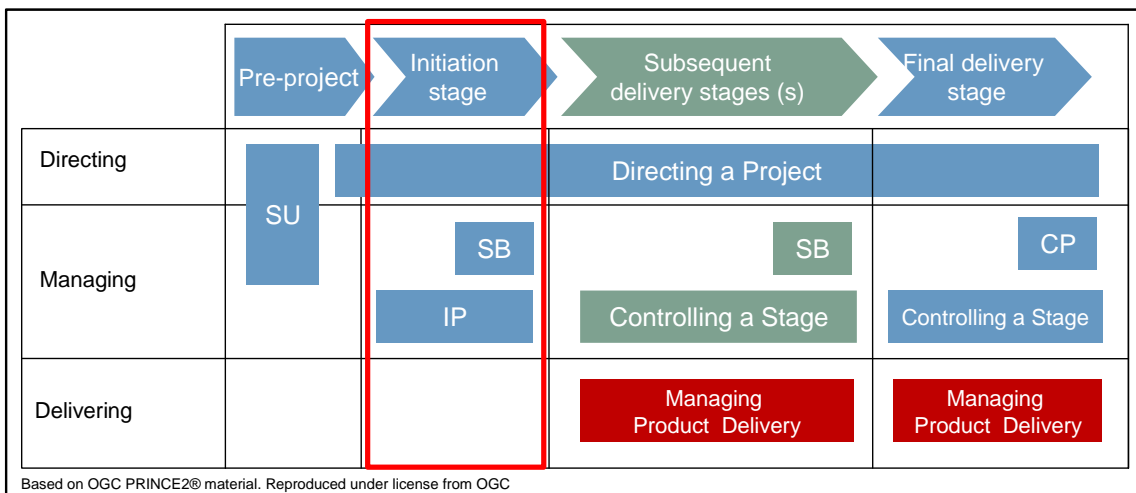 Pre-project
Initiation
stage
Subsequent
delivery stages (s)
Final delivery
stage
Directing
Directing a Project
SU
Managing
SB
SB
CP
IP
Controlling a Stage
Controlling a Stage
Delivering
Managing
Product Delivery
Managing
Product Delivery
Based on OGC PRINCE2® material. Reproduced under license from OGC